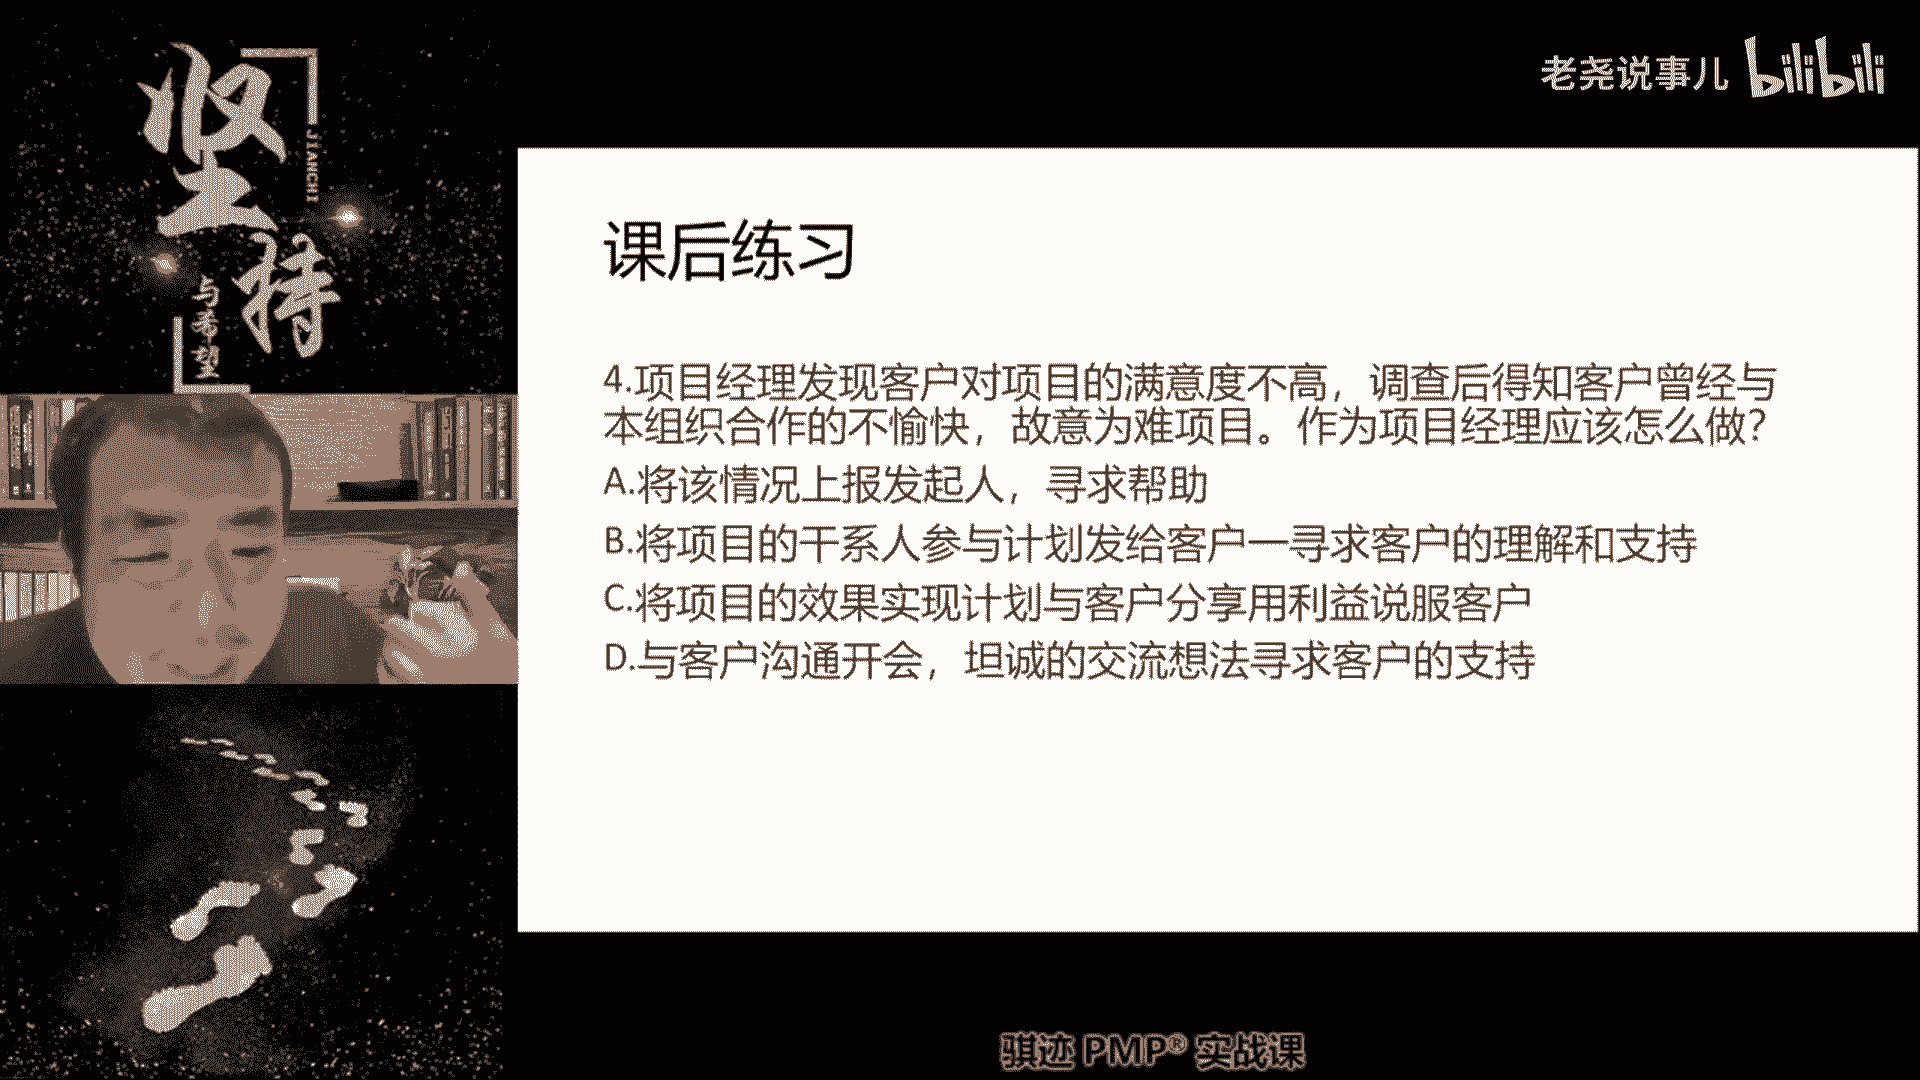 坚持
JIANCHI
与希望
老尧说事儿 bilibili
课后练习
4.项目经理发现客户对项目的满意度不高，调查后得知客户曾经与
本组织合作的不愉快，故意为难项目。作为项目经理应该怎么做？
A.将该情况上报发起人，寻求帮助
B.将项目的干系人参与计划发给客户一寻求客户的理解和支持
C.将项目的效果实现计划与客户分享用利益说服客户
D.与客户沟通开会，坦诚的交流想法寻求客户的支持
骐迹 PMP® 实战课